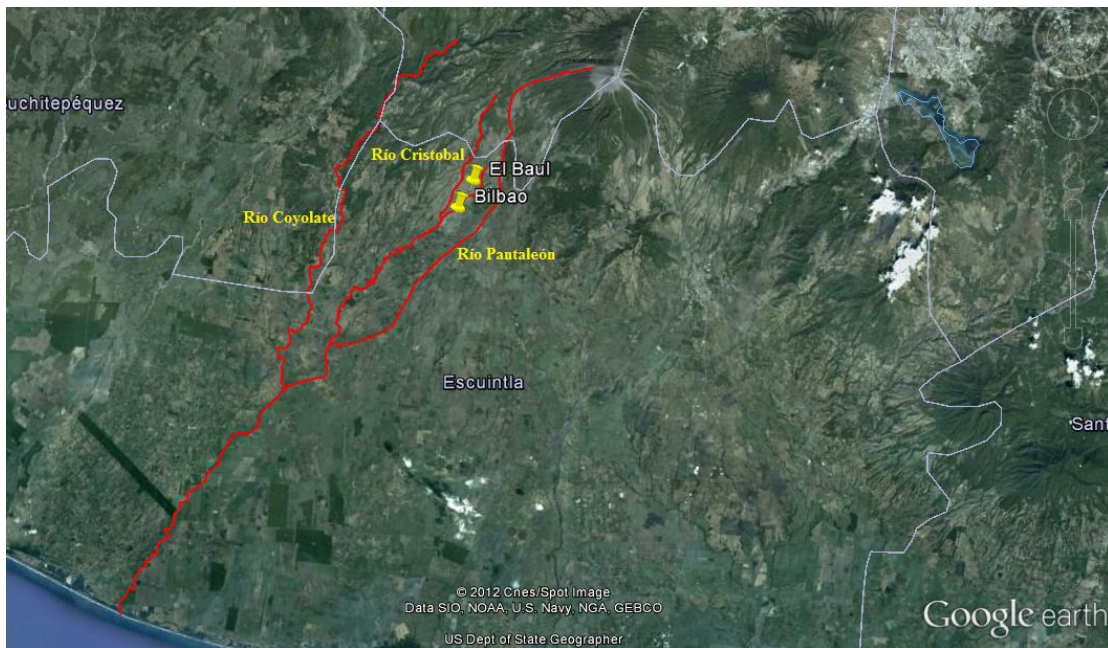 uchitepéquez
Río Cristobal
El Baúl
Bilbao
Río Coyolate
Río Pantaleón
Escuintla
Sant
© 2012 Cnes/Spot Image
Data SIO, NOAA, U.S. Navy, NGA, GEBCO
Google earth
US Dept of State Geographer